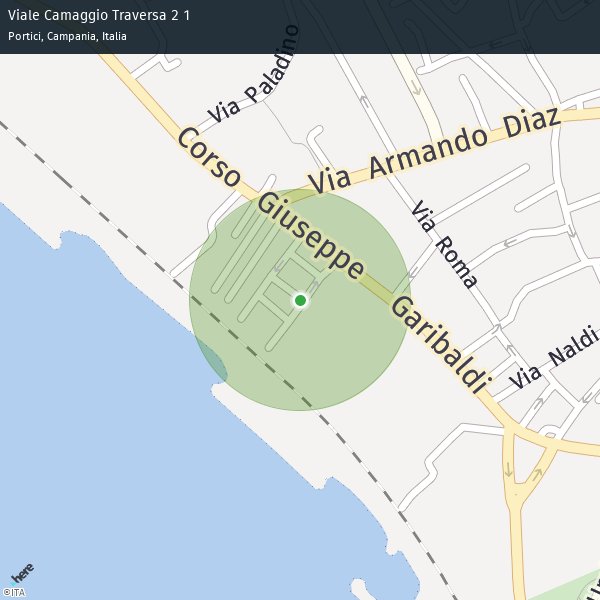 Viale Camaggio Traversa 2 1
Portici, Campania, Italia
Via Paladino
Corso Giuseppe Garibaldi
Via Armando Diaz
Via Roma
Via Naldi
here
©ITA